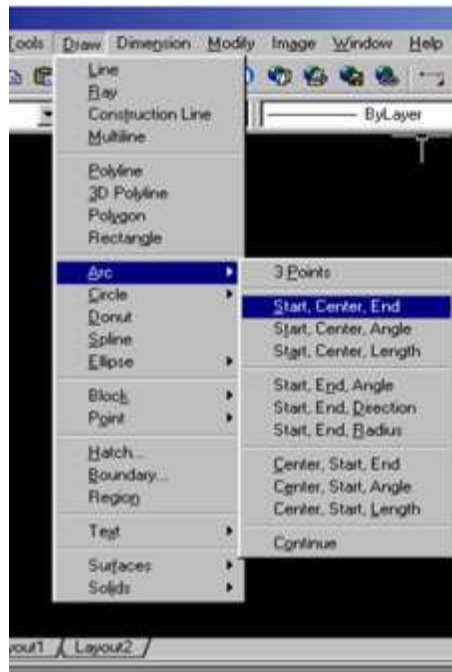 Tools Draw Dimension Modify Image Window Help
ByLayer
Line
Ray
Construction Line
Multiline
Polyline
3D Polyline
Polygon
Rectangle
Arc
Circle
Donut
Spline
Ellipse
Block
Point
Hatch...
Boundary...
Region
Text
Surfaces
Solids
3 Points
Start, Center, End
Start, Center, Angle
Start, Center, Length
Start, End, Angle
Start, End, Direction
Start, End, Radius
Center, Start, End
Center, Start, Angle
Center, Start, Length
Continue
yout1 Layout2